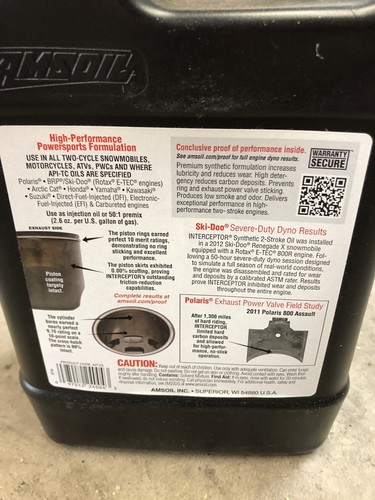 AMSOIL
High-Performance
Powersports Formulation
USE IN ALL TWO-CYCLE SNOWMOBILES,
MOTORCYCLES, ATVs, PWCs AND WHERE
API-TC OILS ARE SPECIFIED
Polaris® • BRP®/Ski-Doo® (Rotax® E-TEC® engines)
• Arctic Cat® • Honda® • Yamaha® • Kawasaki®
• Suzuki® • Direct-Fuel-Injected (DFI), Electronic-
Fuel-Injected (EFI) & Carbureted engines
Use as injection oil or 50:1 premix
(2.6 oz. per U.S. gallon of gas).
EXHAUST SIDE
The piston rings earned
perfect 10 merit ratings,
demonstrating no ring
sticking and excellent
performance.
Piston
coating
largely
intact.
The piston skirts exhibited
0.00% scuffing, proving
INTERCEPTOR's outstanding
friction-reduction
capabilities.
Complete results at
amsoil.com/proof
The cylinder
bores earned a
nearly perfect
9.75 rating on a
10-point scale.
The cross-hatch
pattern is 99%
intact.
Conclusive proof of performance inside.
See amsoil.com/proof for full engine dyno results.
Premium synthetic formulation increases
lubricity and reduces wear. High deter-
gency reduces carbon deposits. Prevents
ring and exhaust power valve sticking.
Produces low smoke and odor. Delivers
exceptional performance in high-
performance two- stroke engines.
WARRANTY
SECURE
Ski-Doo® Severe-Duty Dyno Results
INTERCEPTOR® Synthetic 2-Stroke Oil was installed
in a 2012 Ski-Doo® Renegade X snowmobile
equipped with a Rotax® E-TEC® 800R engine. Fol-
lowing a 50-hour severe-duty dyno session designed
to simulate a full season of real-world conditions,
the engine was disassembled and rated for wear
and deposits by a calibrated ASTM rater. Results
prove INTERCEPTOR inhibited wear and deposits
throughout the entire engine.
Polaris® Exhaust Power Valve Field Study
After 1,300 miles
of hard riding,
INTERCEPTOR
limited hard
carbon deposits
and allowed
for high-perfor-
mance, no-stick
operation.
2011 Polaris 800 Assault
CAUTION:
AMSOIL INC. • SUPERIOR, WI 54880 U.S.A.